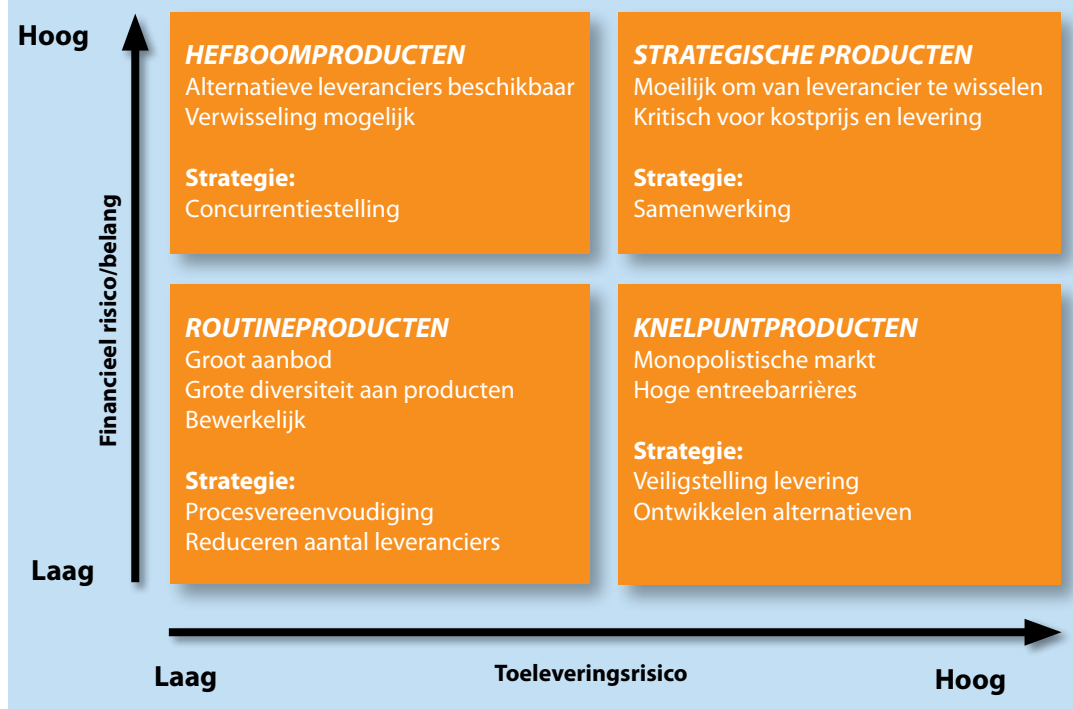 Hoog
HEFBOOMPRODUCTEN
Alternatieve leveranciers beschikbaar
Verwisseling mogelijk
Strategie:
Concurrentiestelling
STRATEGISCHE PRODUCTEN
Moeilijk om van leverancier te wisselen
Kritisch voor kostprijs en levering
Strategie:
Samenwerking
Financieel risico/belang
ROUTINEPRODUCTEN
Groot aanbod
Grote diversiteit aan producten
Bewerkelijk
Strategie:
Procesvereenvoudiging
Reduceren aantal leveranciers
KNELPUNTPRODUCTEN
Monopolistische markt
Hoge entreebarrières
Strategie:
Veiligstelling levering
Ontwikkelen alternatieven
Laag
Laag
Toeleveringsrisico
Hoog